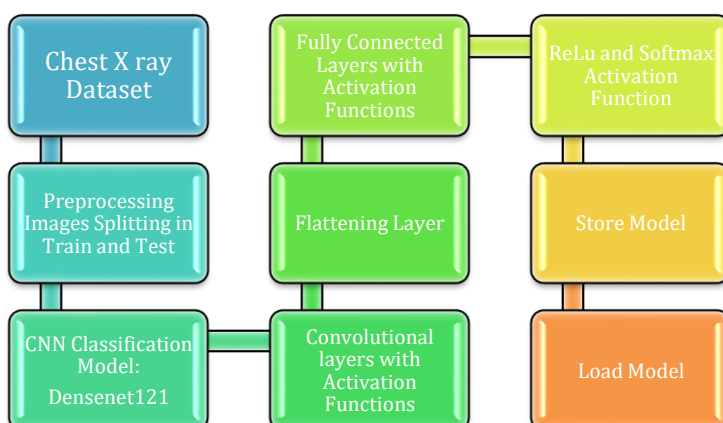 Chest X ray
Dataset
Preprocessing
Images Splitting in
Train and Test
CNN Classification
Model:
Densenet121
Convolutional
layers with
Activation
Functions
Flattening Layer
Fully Connected
Layers with
Activation
Functions
ReLu and Softmax
Activation
Function
Store Model
Load Model